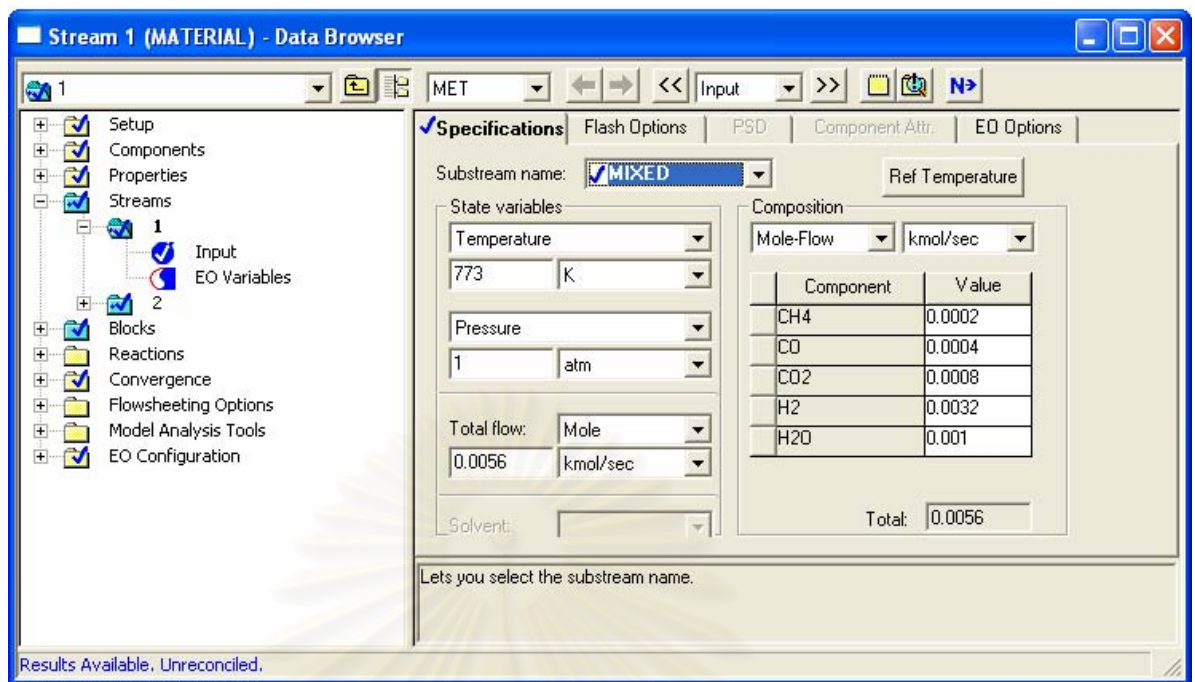 Stream 1 (MATERIAL) - Data Browser
1 MET << Input >> N>
Setup
Components
Properties
Streams
1
Input
EO Variables
2
Blocks
Reactions
Convergence
Flowsheeting Options
Model Analysis Tools
EO Configuration
Specifications Flash Options PSD Component Attr. EO Options
Substream name: MIXED Ref Temperature
State variables
Temperature
773 K
Pressure
1 atm
Total flow: Mole
0.0056 kmol/sec
Solvent:
Composition
Mole-Flow kmol/sec
Component Value
CH4 0.0002
CO 0.0004
CO2 0.0008
H2 0.0032
H2O 0.001
Total: 0.0056
Lets you select the substream name.
Results Available. Unreconciled.